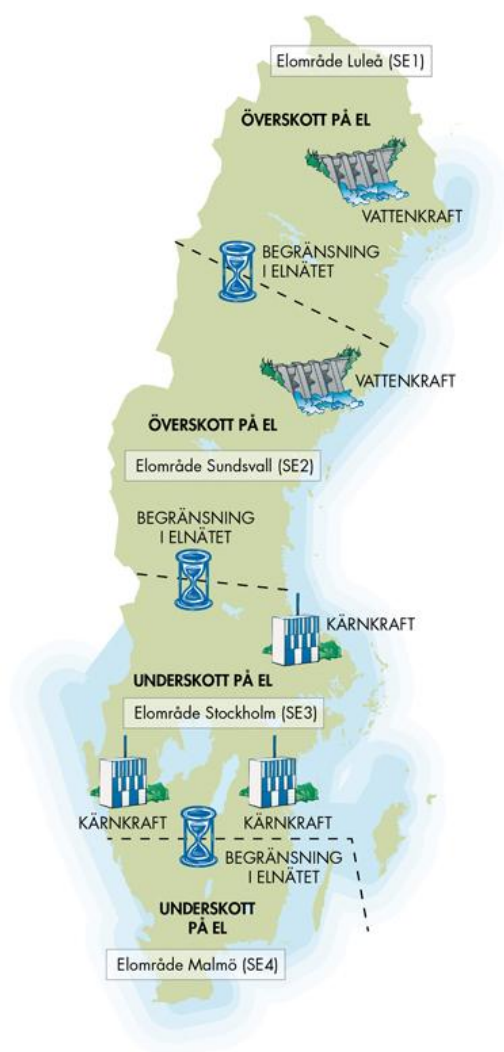 Elområde Luleå (SE1)
ÖVERSKOTT PÅ EL
VATTENKRAFT
BEGRÄNSNING
I ELNÄTET
VATTENKRAFT
ÖVERSKOTT PÅ EL
Elområde Sundsvall (SE2)
BEGRÄNSNING
I ELNÄTET
KÄRNKRAFT
UNDERSKOTT PÅ EL
Elområde Stockholm (SE3)
KÄRNKRAFT
KÄRNKRAFT
BEGRÄNSNING
I ELNÄTET
UNDERSKOTT
PÅ EL
Elområde Malmö (SE4)